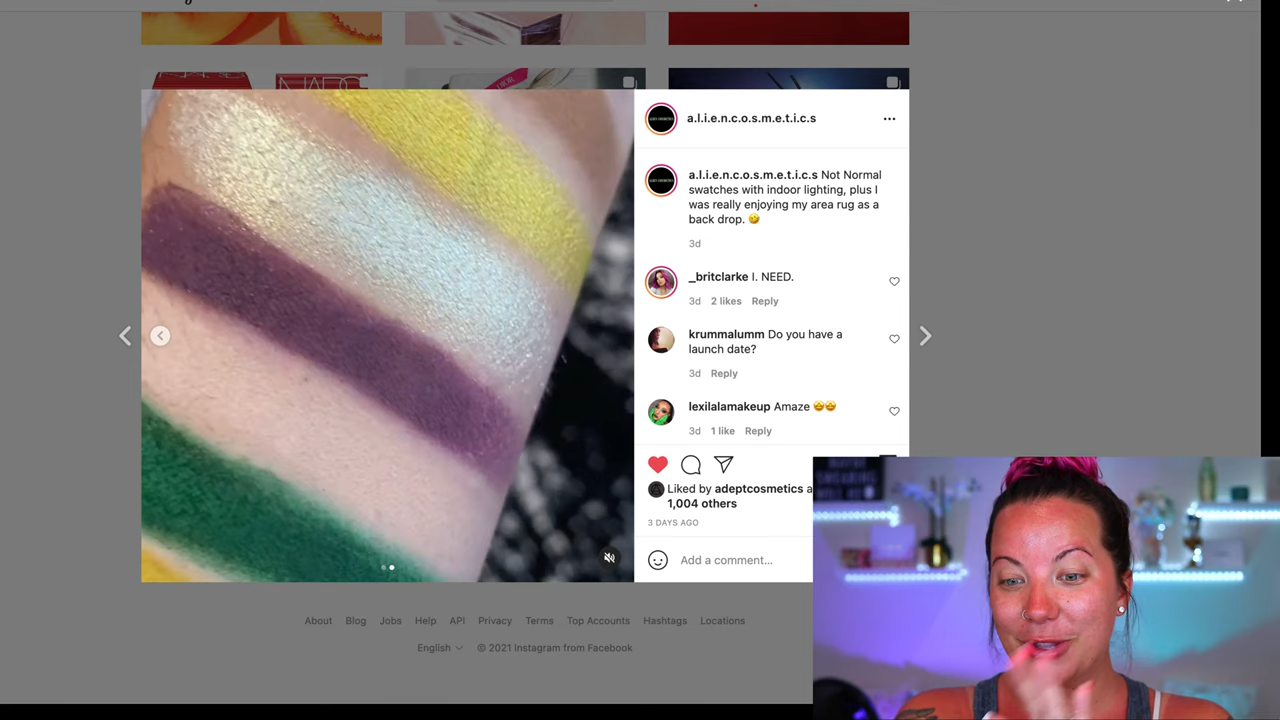 NARS
a.l.i.e.n.c.o.s.m.e.t.i.c.s
a.l.i.e.n.c.o.s.m.e.t.i.c.s Not Normal
swatches with indoor lighting, plus I
was really enjoying my area rug as a
back drop. 🤣
3d
_britclarke I. NEED.
3d 2 likes Reply
krummalumm Do you have a
launch date?
3d Reply
lexilalamakeup Amaze 🤩🤩
3d 1 like Reply
Liked by adeptcosmetics a
1,004 others
3 DAYS AGO
Add a comment...
About Blog Jobs Help API Privacy Terms Top Accounts Hashtags Locations
English © 2021 Instagram from Facebook